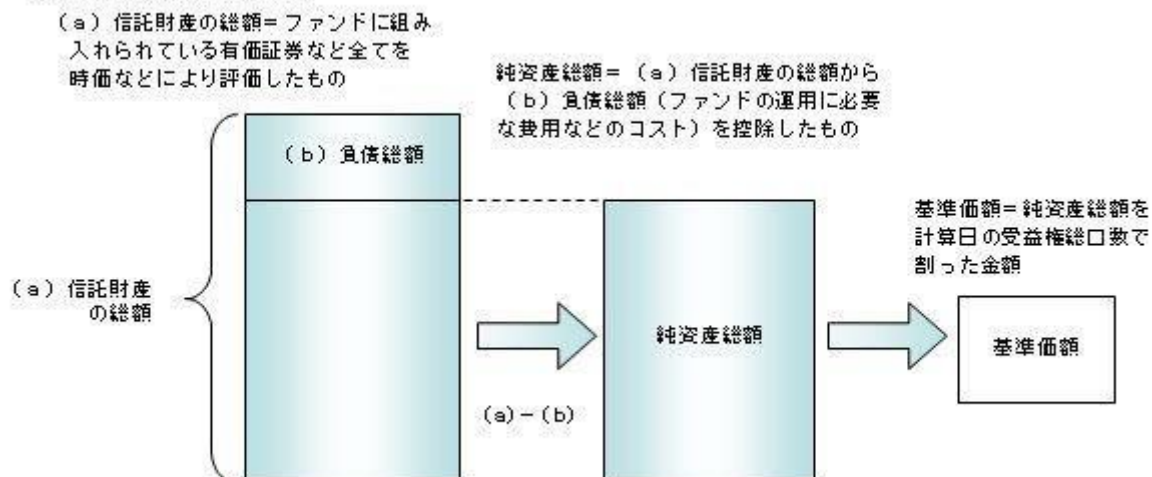 (a)信託財産の総額=ファンドに組み
入れられている有価証券など全てを
時価などにより評価したもの
純資産総額=(a)信託財産の総額から
(b)負債総額(ファンドの運用に必要
な費用などのコスト)を控除したもの
(b)負債総額
基準価額=純資産総額を
計算日の受益権総口数で
割った金額
(a)信託財産
の総額
純資産総額
基準価額
(a)-(b)